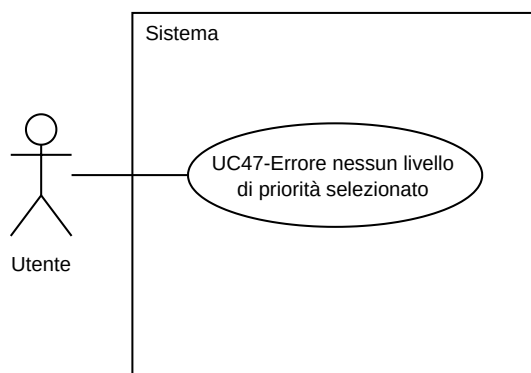 Sistema
UC47-Errore nessun livello
di priorità selezionato
Utente